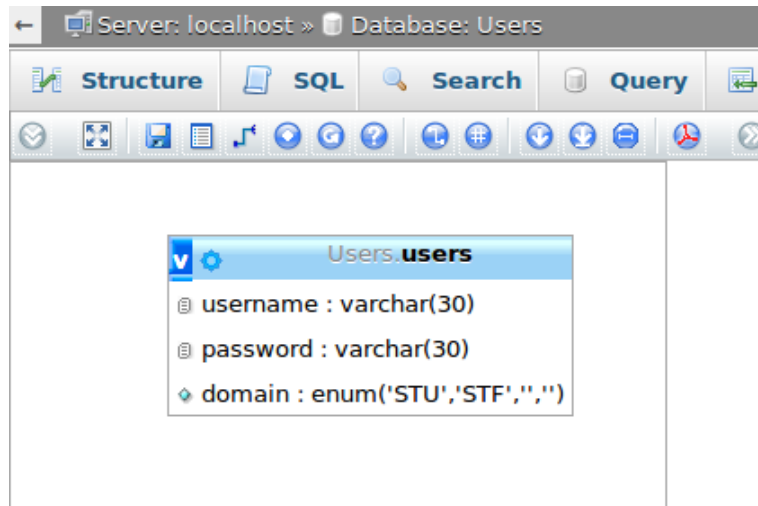 ← Server: localhost » Database: Users
Structure SQL Search Query
v Users.users
username : varchar(30)
password : varchar(30)
domain : enum('STU','STF','','')